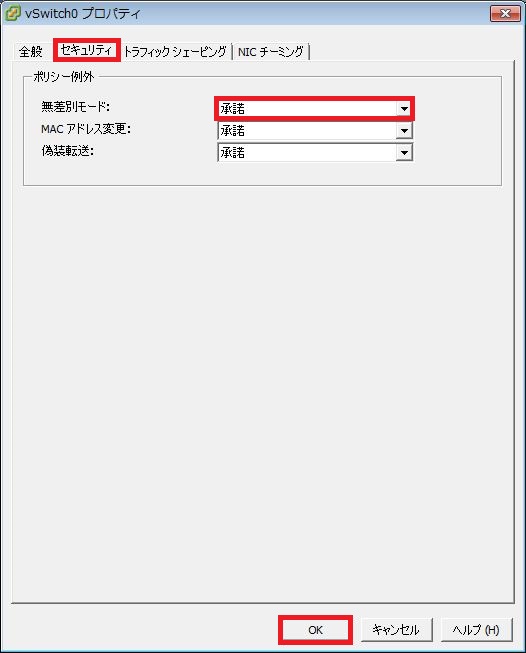 vSwitch0 プロパティ
全般 セキュリティ トラフィック シェーピング NIC チーミング
ポリシー例外
無差別モード: 承諾
MAC アドレス変更: 承諾
偽装転送: 承諾
OK キャンセル ヘルプ (H)